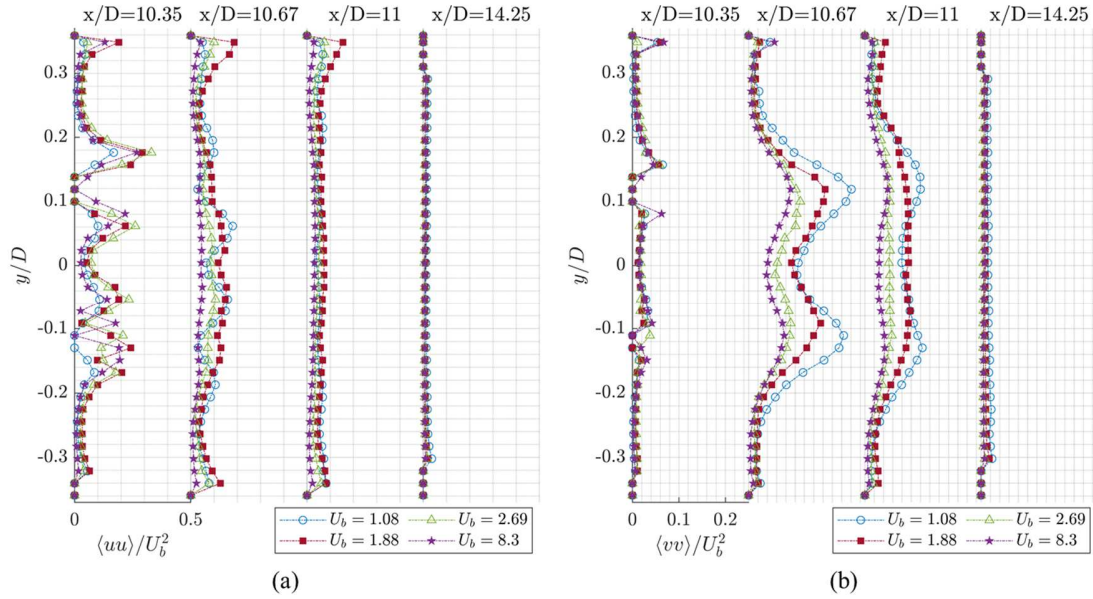 x/D=10.35 x/D=10.67 x/D=11 x/D=14.25
0.3
0.2
0.1
0
-0.1
-0.2
-0.3
y/D
0 0.5
⟨uu⟩/U_b^2
U_b = 1.08 U_b = 2.69
U_b = 1.88 U_b = 8.3
(a)
x/D=10.35 x/D=10.67 x/D=11 x/D=14.25
0.3
0.2
0.1
0
-0.1
-0.2
-0.3
y/D
0 0.1 0.2
⟨vv⟩/U_b^2
U_b = 1.08 U_b = 2.69
U_b = 1.88 U_b = 8.3
(b)